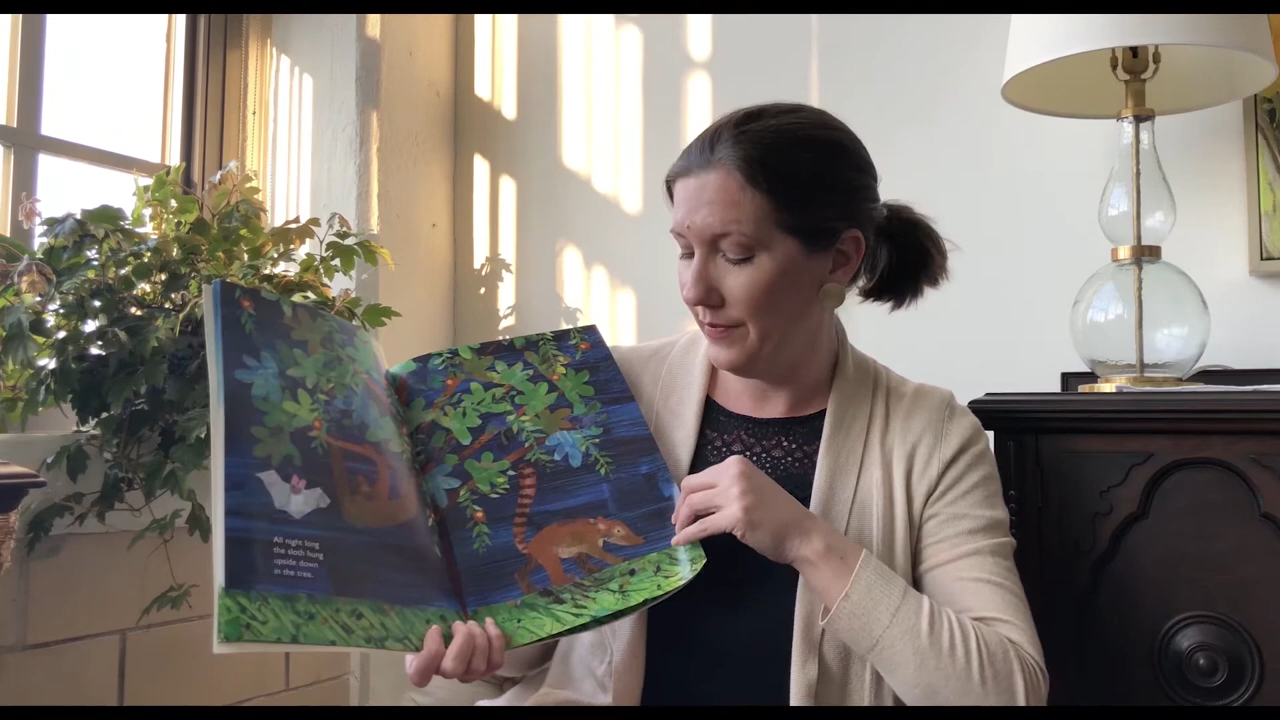 All night long
the sloth hung
upside down
in the tree.